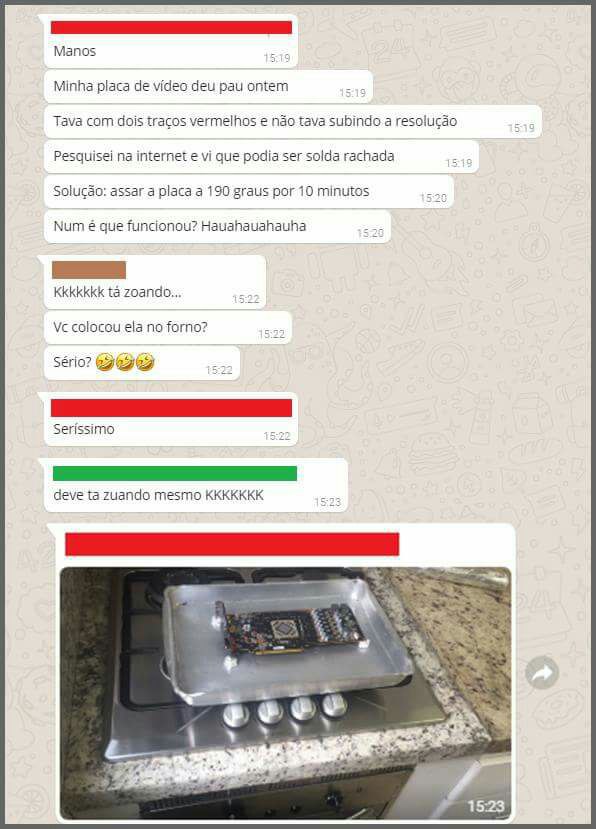 Manos
15:19
Minha placa de vídeo deu pau ontem
15:19
Tava com dois traços vermelhos e não tava subindo a resolução
15:19
Pesquisei na internet e vi que podia ser solda rachada
15:19
Solução: assar a placa a 190 graus por 10 minutos
15:20
Num é que funcionou? Hauahauahauha
15:20
Kkkkkkk tá zoando...
15:22
Vc colocou ela no forno?
15:22
Sério? 🤣🤣🤣
15:22
Seríssimo
15:22
deve ta zuando mesmo KKKKKKK
15:23
15:23